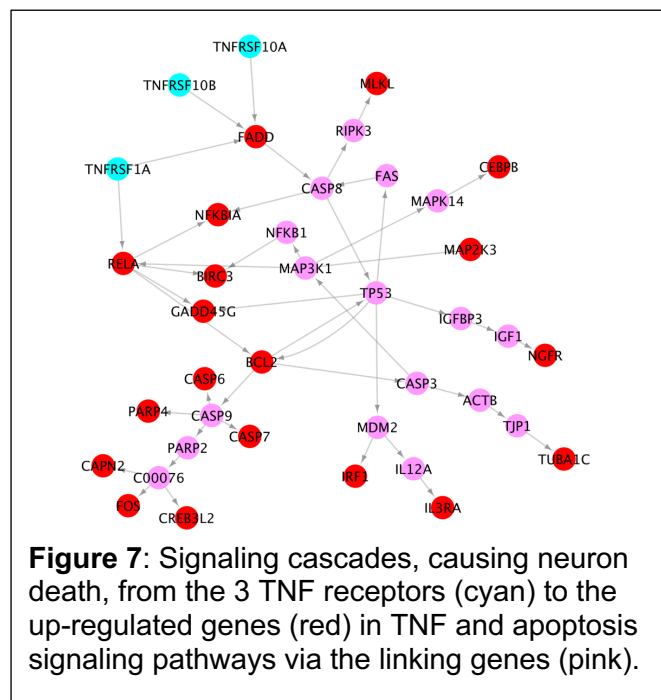 TNFRSF10A
TNFRSF10B
MLKL
FADD
RIPK3
TNFRSF1A
CASP8
FAS
CEBPB
MAPK14
NFKBIA
NFKB1
MAP2K3
RELA
BIRC3
MAP3K1
TP53
GADD45G
IGFBP3
IGF1
NGFR
BCL2
CASP6
CASP3
ACTB
PARP4
CASP9
MDM2
TJP1
CASP7
PARP2
TUBA1C
CAPN2
C00076
IRF1
IL12A
FOS
CREB3L2
IL3RA
Figure 7: Signaling cascades, causing neuron
death, from the 3 TNF receptors (cyan) to the
up-regulated genes (red) in TNF and apoptosis
signaling pathways via the linking genes (pink).